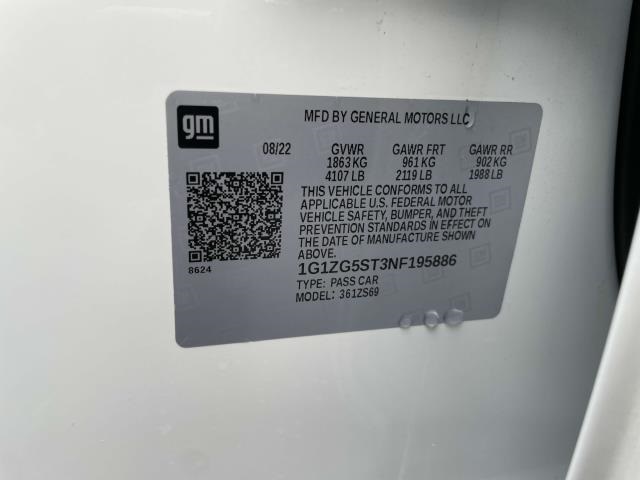 gm
MFD BY GENERAL MOTORS LLC
08/22 GVWR GAWR FRT GAWR RR
1863 KG 961 KG 902 KG
4107 LB 2119 LB 1988 LB
THIS VEHICLE CONFORMS TO ALL
APPLICABLE U.S. FEDERAL MOTOR
VEHICLE SAFETY, BUMPER, AND THEFT
PREVENTION STANDARDS IN EFFECT ON
THE DATE OF MANUFACTURE SHOWN
ABOVE.
8624
1G1ZG5ST3NF195886
TYPE: PASS CAR
MODEL: 361ZS69